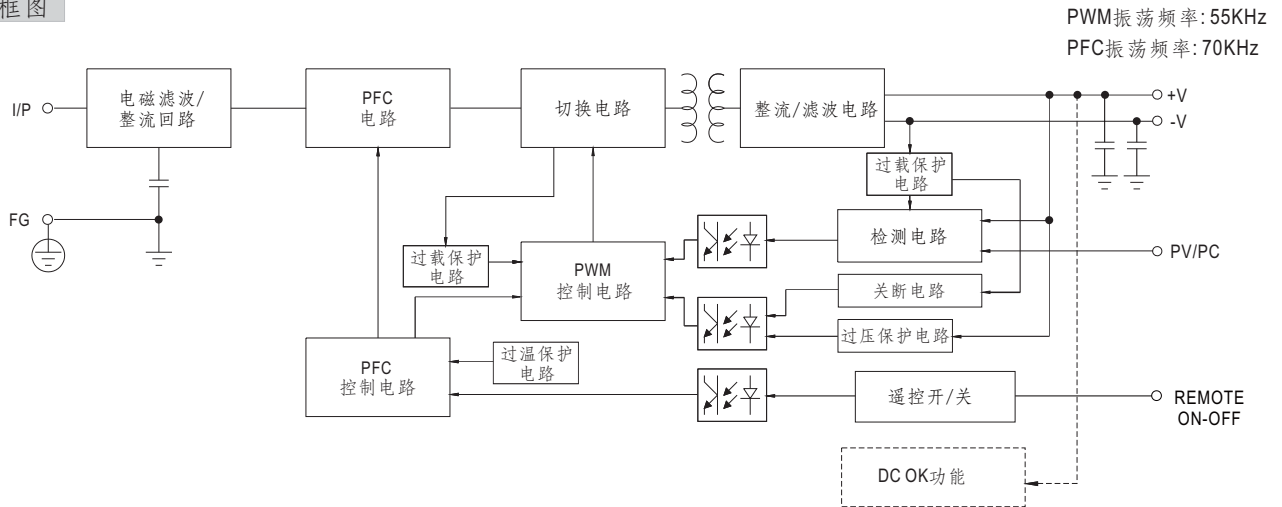 框图
PWM振荡频率: 55KHz
PFC振荡频率: 70KHz
I/P
电磁滤波/
整流回路
PFC
电路
切换电路
整流/滤波电路
+V
-V
过载保护
电路
FG
检测电路
PV/PC
过载保护
电路
PWM
控制电路
关断电路
过压保护电路
PFC
控制电路
过温保护
电路
遥控开/关
REMOTE
ON-OFF
DC OK功能